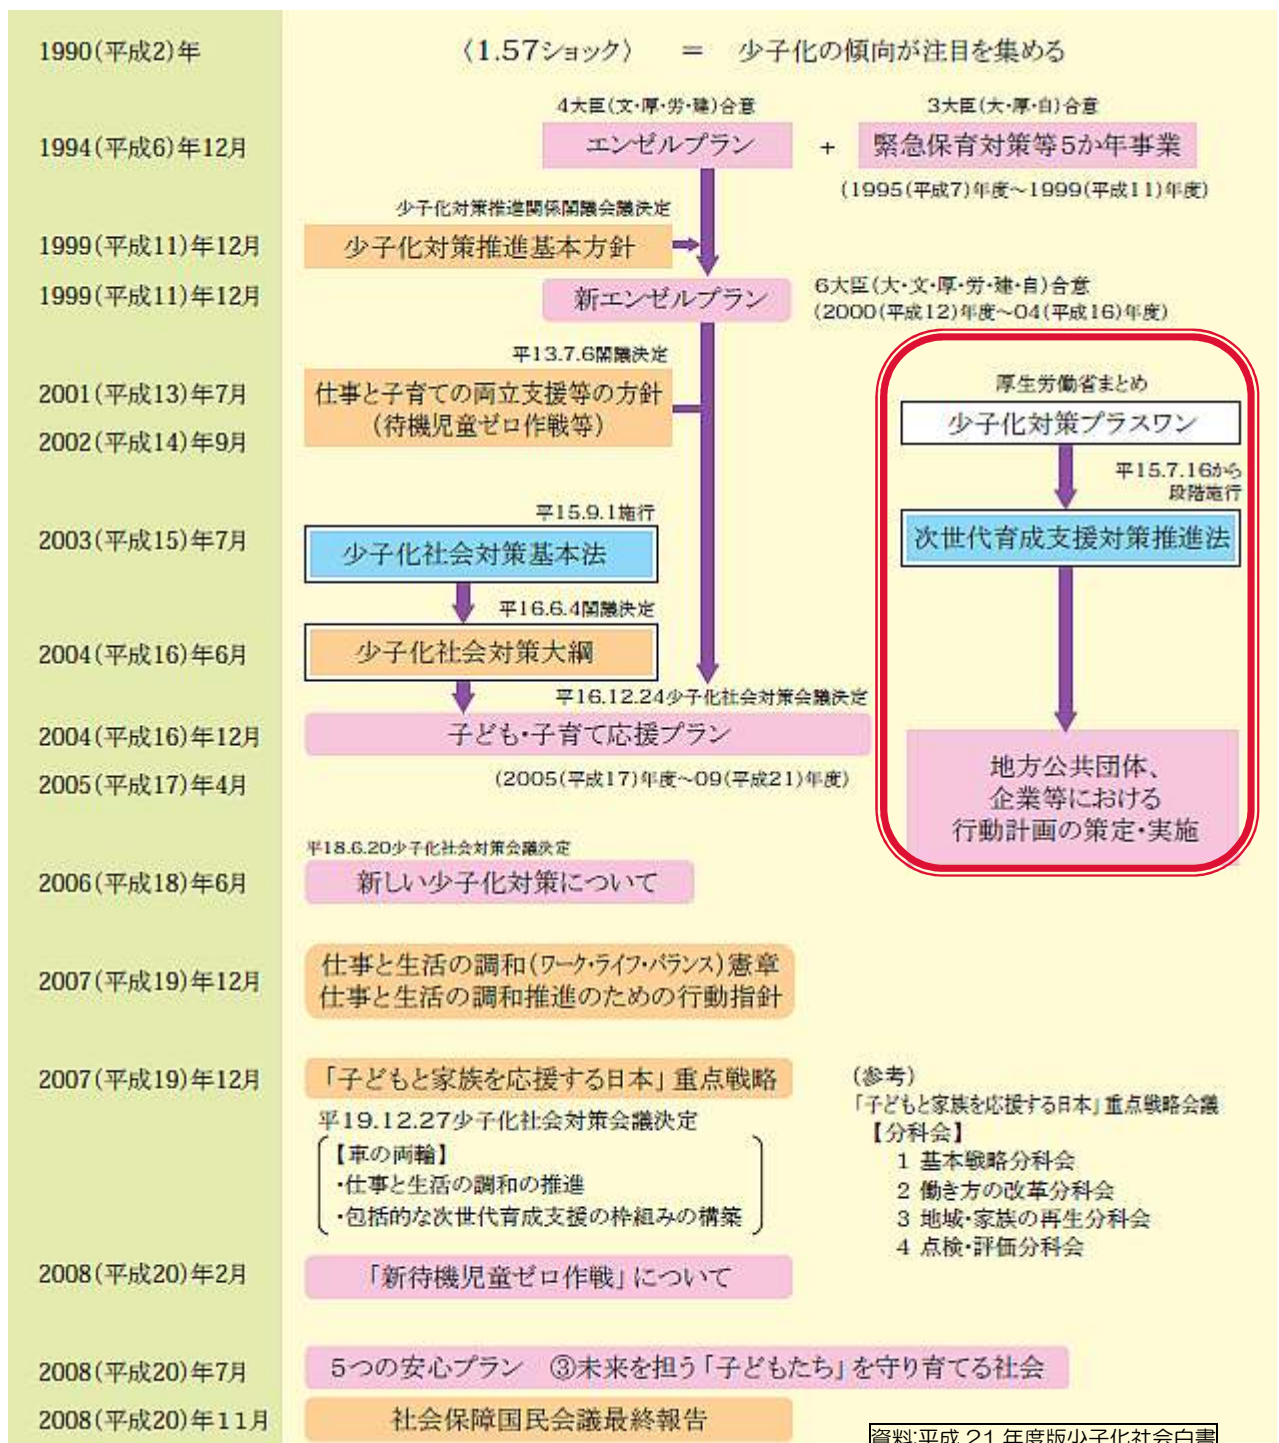 1990(平成2)年
〈1.57ショック〉 = 少子化の傾向が注目を集める
4大臣(文・厚・労・建)合意
3大臣(大・厚・自)合意
1994(平成6)年12月
エンゼルプラン
+
緊急保育対策等5か年事業
(1995(平成7)年度~1999(平成11)年度)
少子化対策推進関係閣議会議決定
1999(平成11)年12月
少子化対策推進基本方針
1999(平成11)年12月
新エンゼルプラン
6大臣(大・文・厚・労・建・自)合意
(2000(平成12)年度~04(平成16)年度)
平13.7.6閣議決定
2001(平成13)年7月
仕事と子育ての両立支援等の方針
(待機児童ゼロ作戦等)
2002(平成14)年9月
厚生労働省まとめ
少子化対策プラスワン
平15.7.16から
段階施行
平15.9.1施行
2003(平成15)年7月
少子化社会対策基本法
次世代育成支援対策推進法
平16.6.4閣議決定
2004(平成16)年6月
少子化社会対策大綱
平16.12.24少子化社会対策会議決定
2004(平成16)年12月
子ども・子育て応援プラン
2005(平成17)年4月
(2005(平成17)年度~09(平成21)年度)
地方公共団体、
企業等における
行動計画の策定・実施
平18.6.20少子化社会対策会議決定
2006(平成18)年6月
新しい少子化対策について
2007(平成19)年12月
仕事と生活の調和(ワーク・ライフ・バランス)憲章
仕事と生活の調和推進のための行動指針
2007(平成19)年12月
「子どもと家族を応援する日本」重点戦略
平19.12.27少子化社会対策会議決定
【車の両輪】
・仕事と生活の調和の推進
・包括的な次世代育成支援の枠組みの構築
(参考)
「子どもと家族を応援する日本」重点戦略会議
【分科会】
1 基本戦略分科会
2 働き方の改革分科会
3 地域・家族の再生分科会
4 点検・評価分科会
2008(平成20)年2月
「新待機児童ゼロ作戦」について
2008(平成20)年7月
5つの安心プラン ③未来を担う「子どもたち」を守り育てる社会
2008(平成20)年11月
社会保障国民会議最終報告
資料:平成 21 年度版少子化社会白書